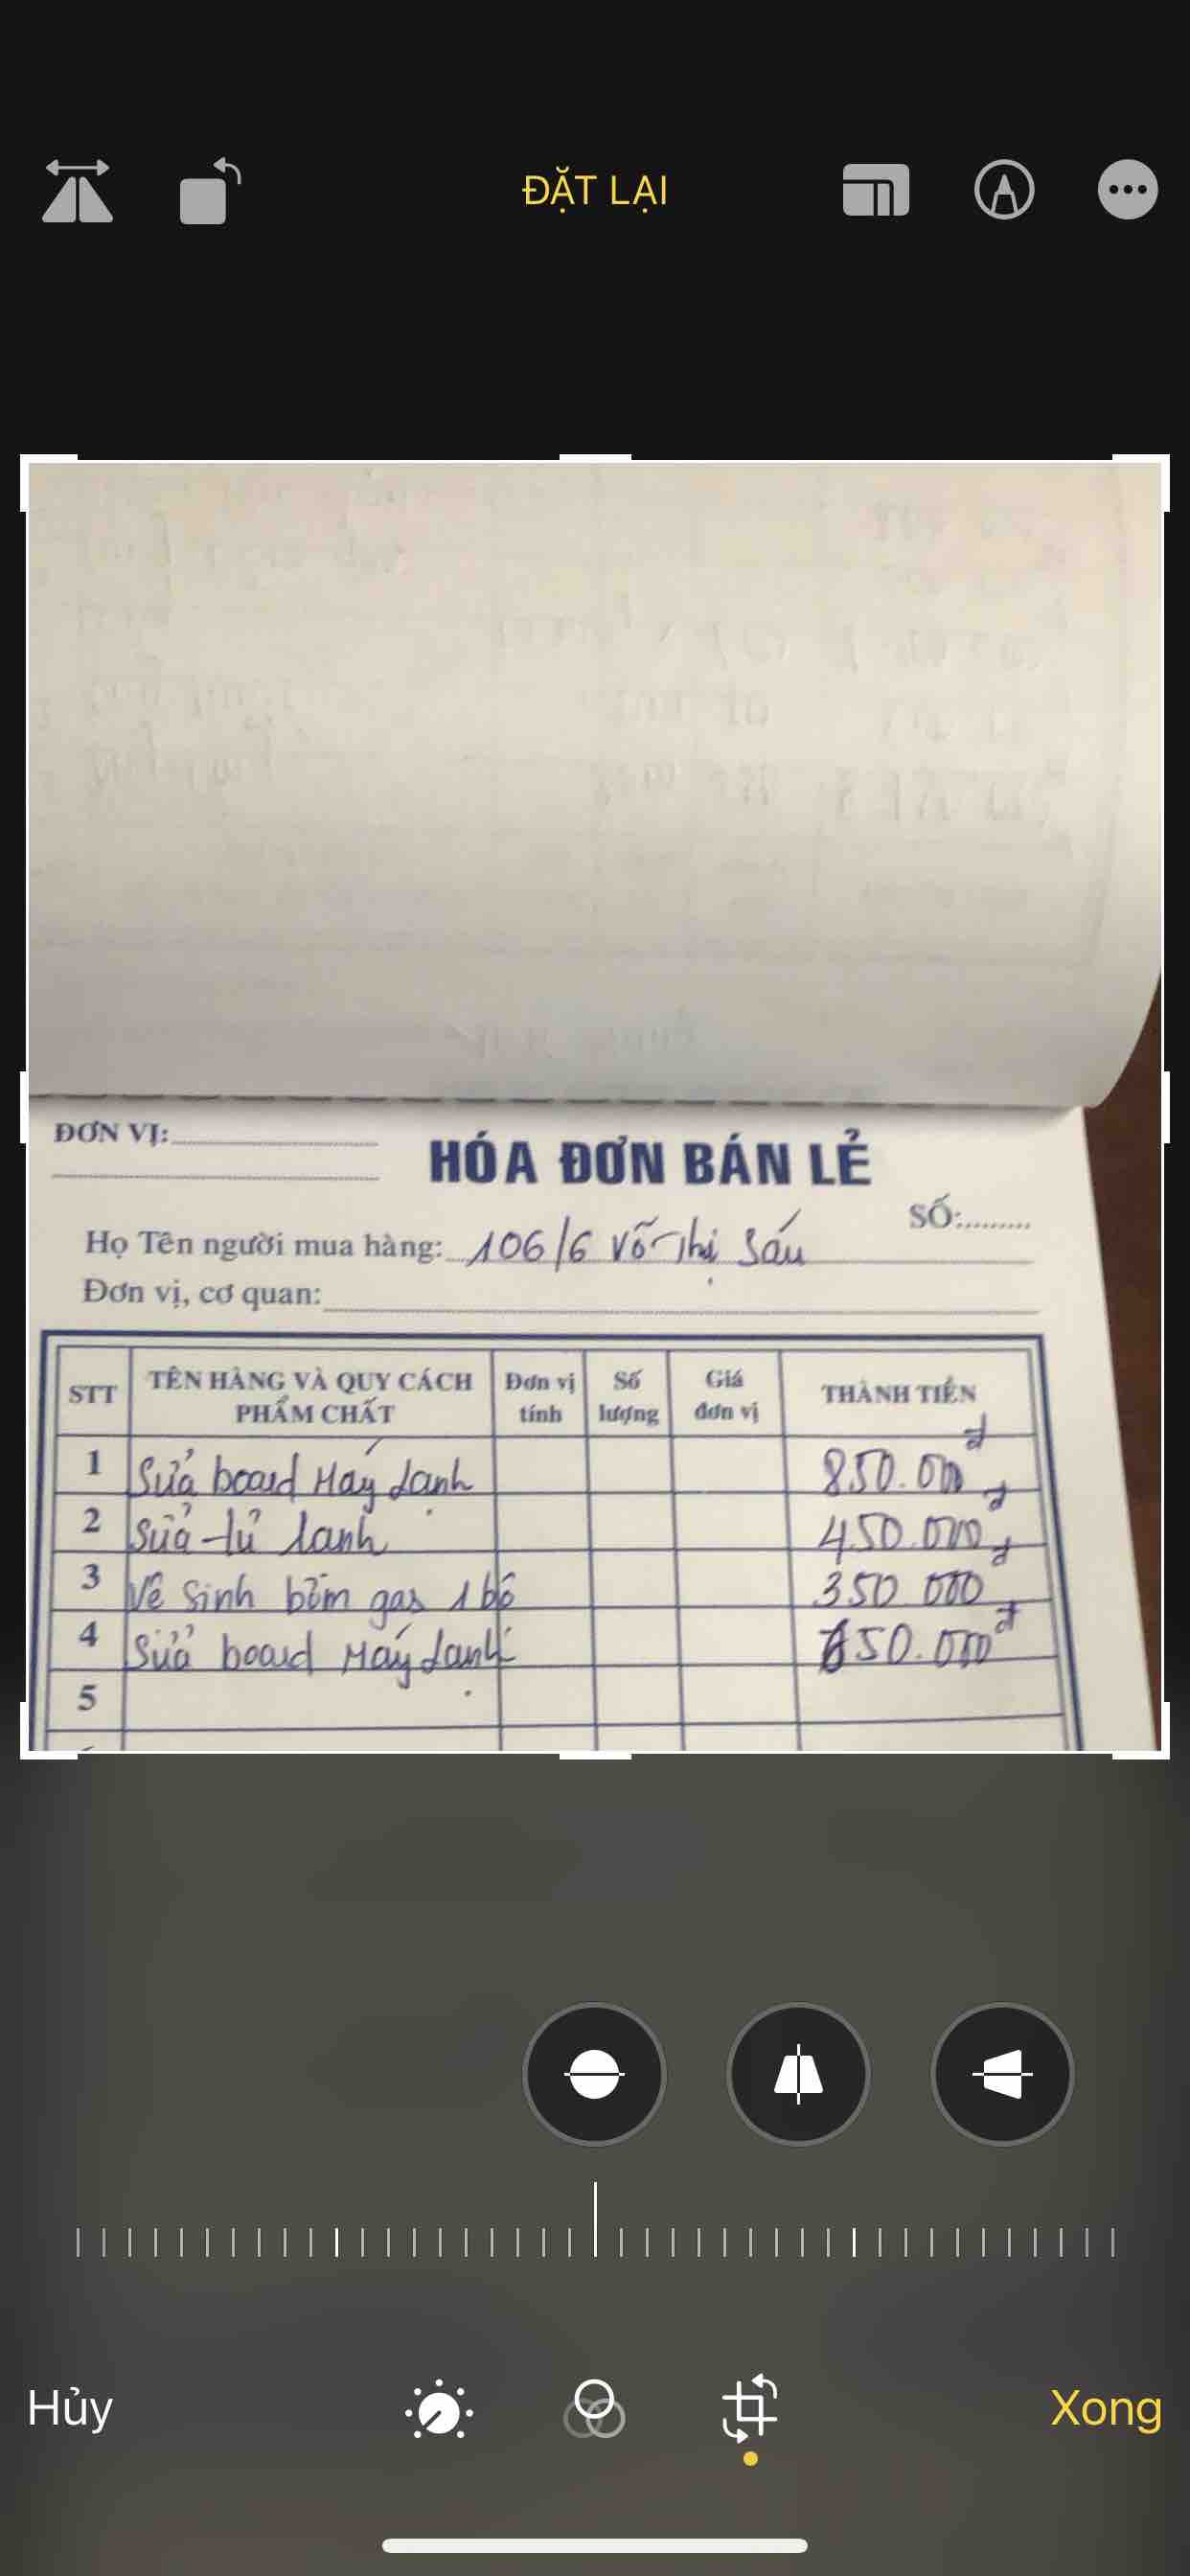 ĐẶT LẠI
ĐƠN VỊ:
HÓA ĐƠN BÁN LẺ
SỐ:.........
Họ Tên người mua hàng: 106/6 Võ Thị Sáu
Đơn vị, cơ quan:
STT TÊN HÀNG VÀ QUY CÁCH PHẨM CHẤT Đơn vị tính Số lượng Giá đơn vị THÀNH TIỀN
1 Sửa board Máy Lạnh 850.000đ
2 Sửa tủ lạnh 450.000đ
3 Vệ sinh bơm gas 1 bộ 350 000đ
4 Sửa board Máy Lạnh 50.000đ
5
Hủy
Xong